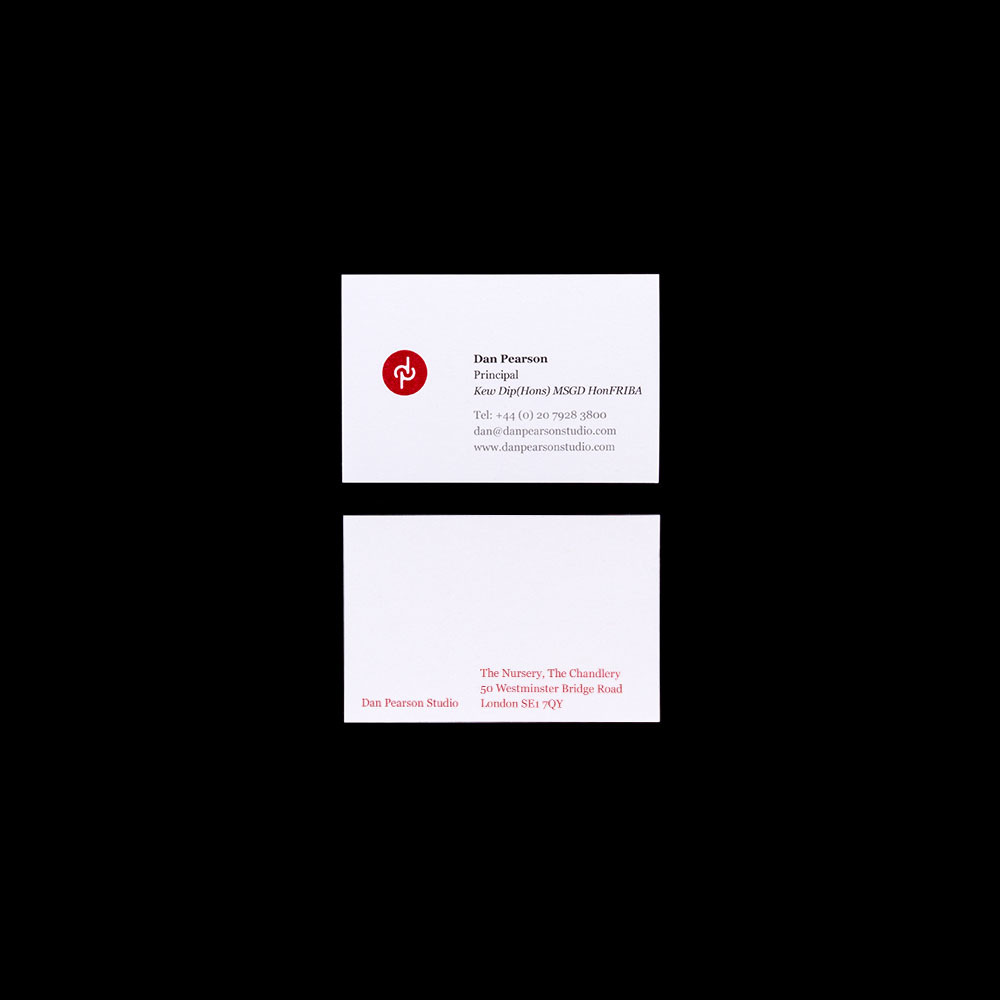 Dan Pearson
Principal
Kew Dip(Hons) MSGD HonFRIBA
Tel: +44 (0) 20 7928 3800
dan@danpearsonstudio.com
www.danpearsonstudio.com
Dan Pearson Studio
The Nursery, The Chandlery
50 Westminster Bridge Road
London SE1 7QY